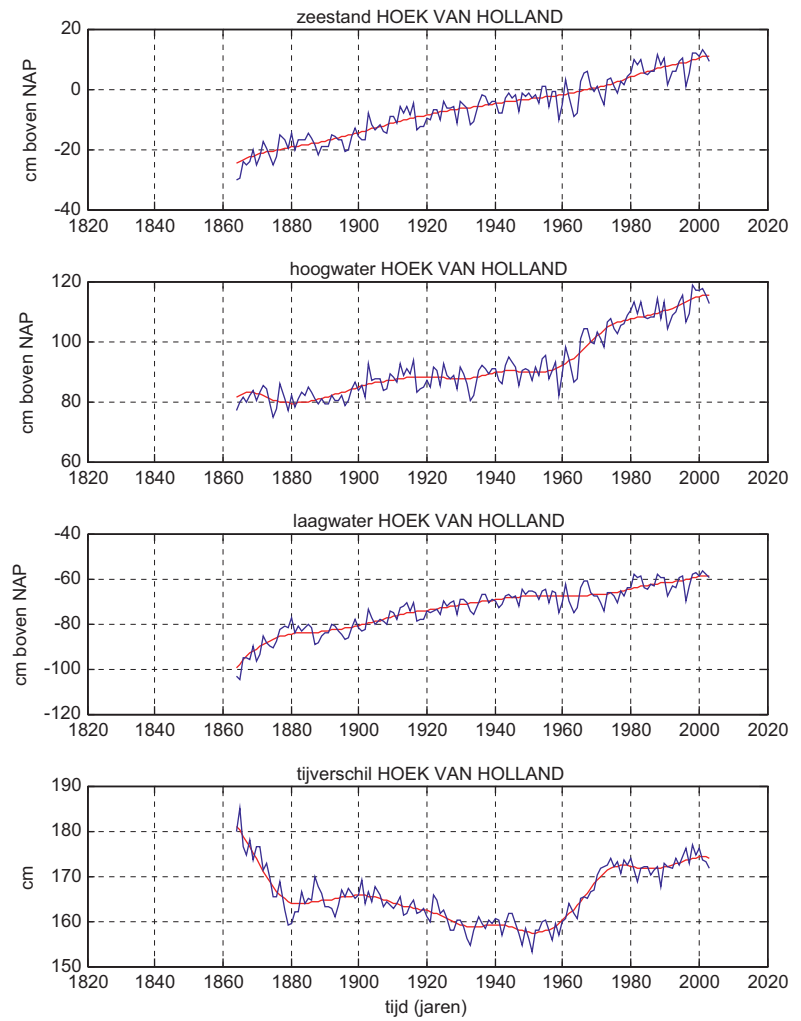 zeestand HOEK VAN HOLLAND
20
0
-20
-40
cm boven NAP
1820 1840 1860 1880 1900 1920 1940 1960 1980 2000 2020
hoogwater HOEK VAN HOLLAND
120
100
80
60
cm boven NAP
1820 1840 1860 1880 1900 1920 1940 1960 1980 2000 2020
laagwater HOEK VAN HOLLAND
-40
-60
-80
-100
-120
cm boven NAP
1820 1840 1860 1880 1900 1920 1940 1960 1980 2000 2020
tijverschil HOEK VAN HOLLAND
190
180
170
160
150
cm
1820 1840 1860 1880 1900 1920 1940 1960 1980 2000 2020
tijd (jaren)